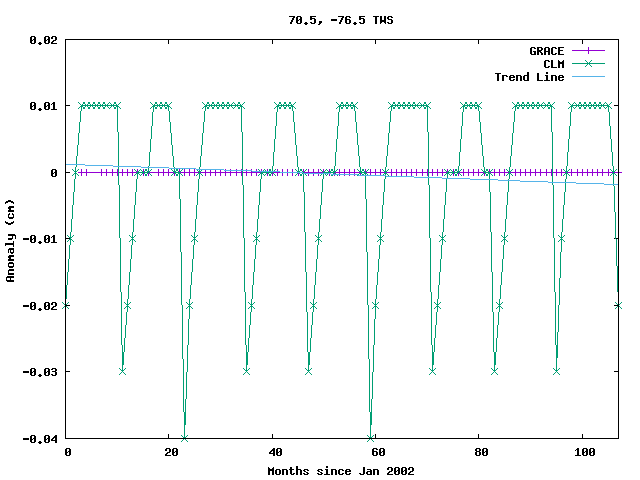 70.5, -76.5 TWS
0.02
GRACE
CLM
Trend Line
0.01
0
-0.01
-0.02
-0.03
-0.04
Anomaly (cm)
0 20 40 60 80 100
Months since Jan 2002